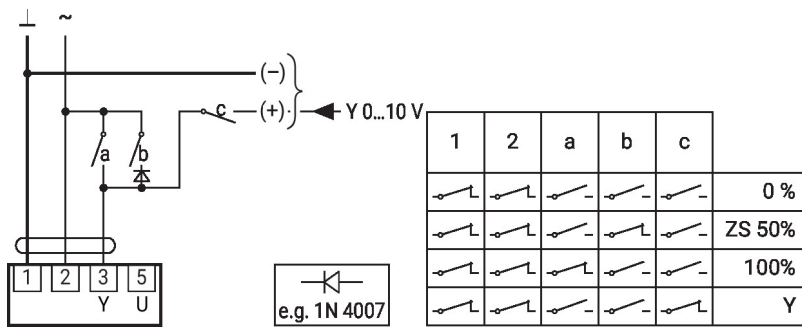 ⊥ ~
(−)
c (+) Y 0...10 V
a b
1 2 3 5
Y U
e.g. 1N 4007
1 2 a b c
0 %
ZS 50%
100%
Y